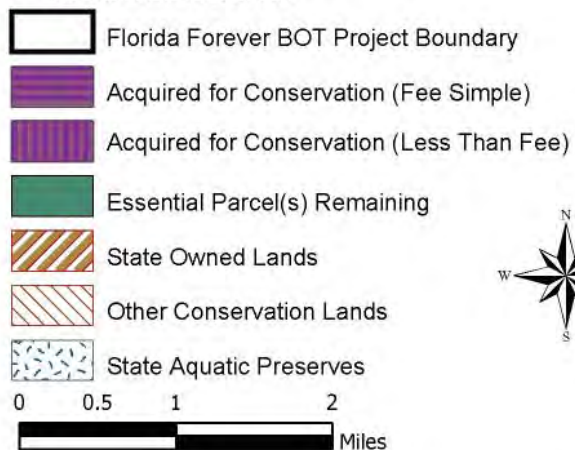 Florida Forever BOT Project Boundary
Acquired for Conservation (Fee Simple)
Acquired for Conservation (Less Than Fee)
Essential Parcel(s) Remaining
State Owned Lands
Other Conservation Lands
State Aquatic Preserves
N
W
S
0 0.5 1 2
Miles